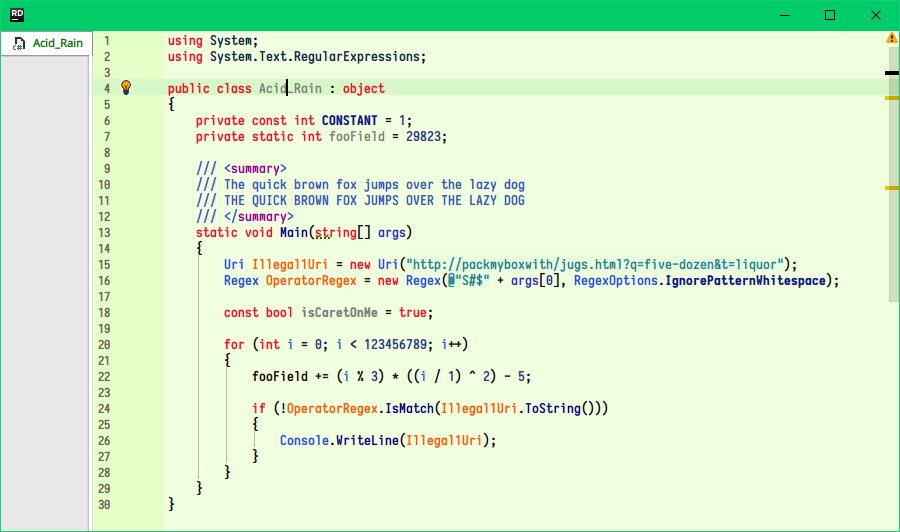 RD
C# Acid_Rain
1 using System;
2 using System.Text.RegularExpressions;
3
4 public class Acid_Rain : object
5 {
6     private const int CONSTANT = 1;
7     private static int fooField = 29823;
8
9     /// <summary>
10     /// The quick brown fox jumps over the lazy dog
11     /// THE QUICK BROWN FOX JUMPS OVER THE LAZY DOG
12     /// </summary>
13     static void Main(string[] args)
14     {
15         Uri Illegal1Uri = new Uri("http://packmyboxwith/jugs.html?q=five-dozen&t=liquor");
16         Regex OperatorRegex = new Regex(@"S#$" + args[0], RegexOptions.IgnorePatternWhitespace);
17
18         const bool isCaretOnMe = true;
19
20         for (int i = 0; i < 123456789; i++)
21         {
22             fooField += (i % 3) * ((i / 1) ^ 2) - 5;
23
24             if (!OperatorRegex.IsMatch(Illegal1Uri.ToString()))
25             {
26                 Console.WriteLine(Illegal1Uri);
27             }
28         }
29     }
30 }